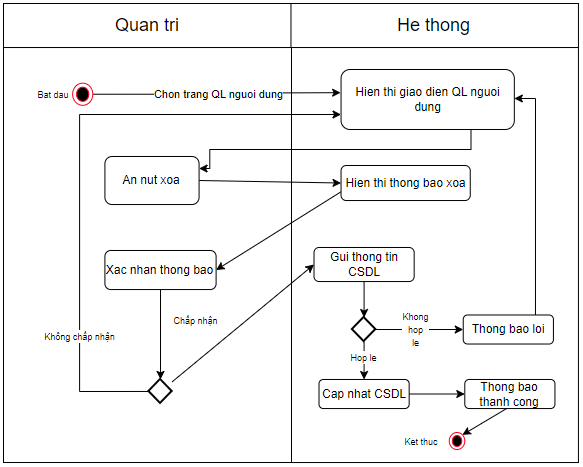 Quan tri
He thong
Bat dau
Chon trang QL nguoi dung
Hien thi giao dien QL nguoi
dung
An nut xoa
Hien thi thong bao xoa
Xac nhan thong bao
Gui thong tin
CSDL
Chấp nhận
Không chấp nhận
Khong
hop
le
Thong bao loi
Hop le
Cap nhat CSDL
Thong bao
thanh cong
Ket thuc